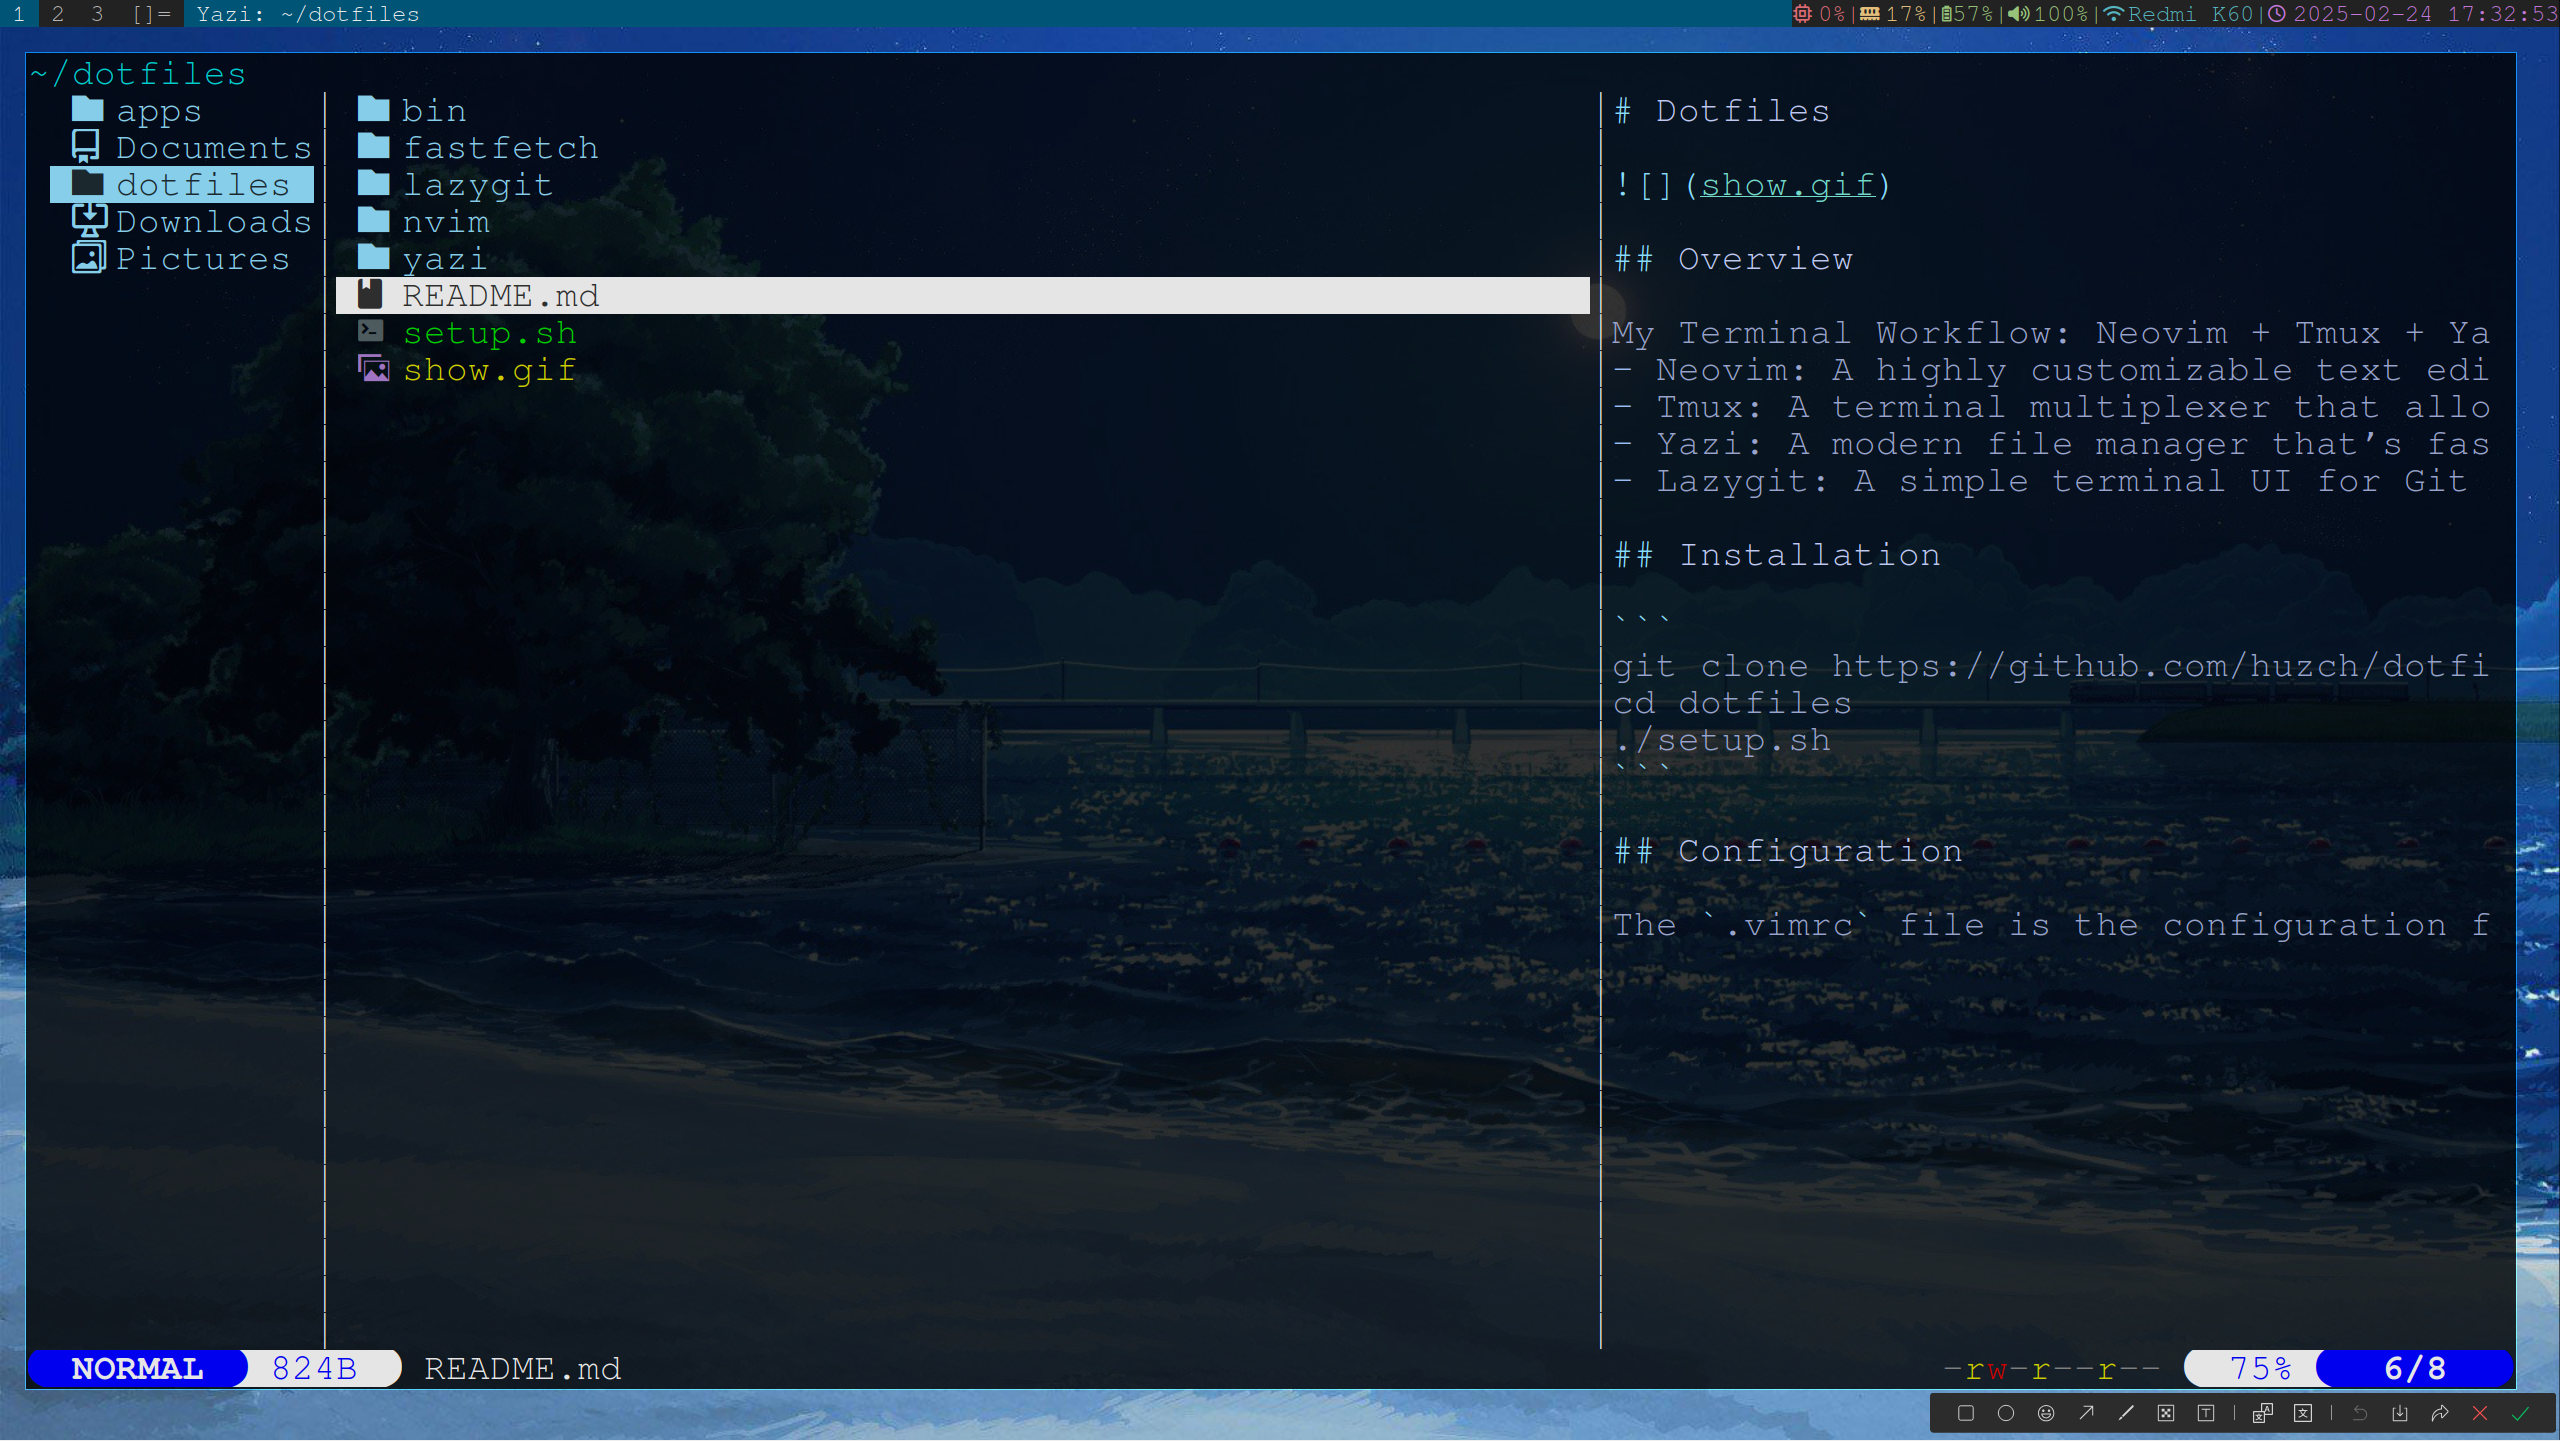 1 2 3 []= Yazi: ~/dotfiles
0%|17%|57%|100%|Redmi K60|2025-02-24 17:32:53
~/dotfiles
apps
Documents
dotfiles
Downloads
Pictures
bin
fastfetch
lazygit
nvim
yazi
README.md
setup.sh
show.gif
# Dotfiles
![](show.gif)
## Overview
My Terminal Workflow: Neovim + Tmux + Ya
- Neovim: A highly customizable text edi
- Tmux: A terminal multiplexer that allo
- Yazi: A modern file manager that's fas
- Lazygit: A simple terminal UI for Git
## Installation
```
git clone https://github.com/huzch/dotfi
cd dotfiles
./setup.sh
```
## Configuration
The `.vimrc` file is the configuration f
NORMAL 824B README.md
-rw-r--r-- 75% 6/8